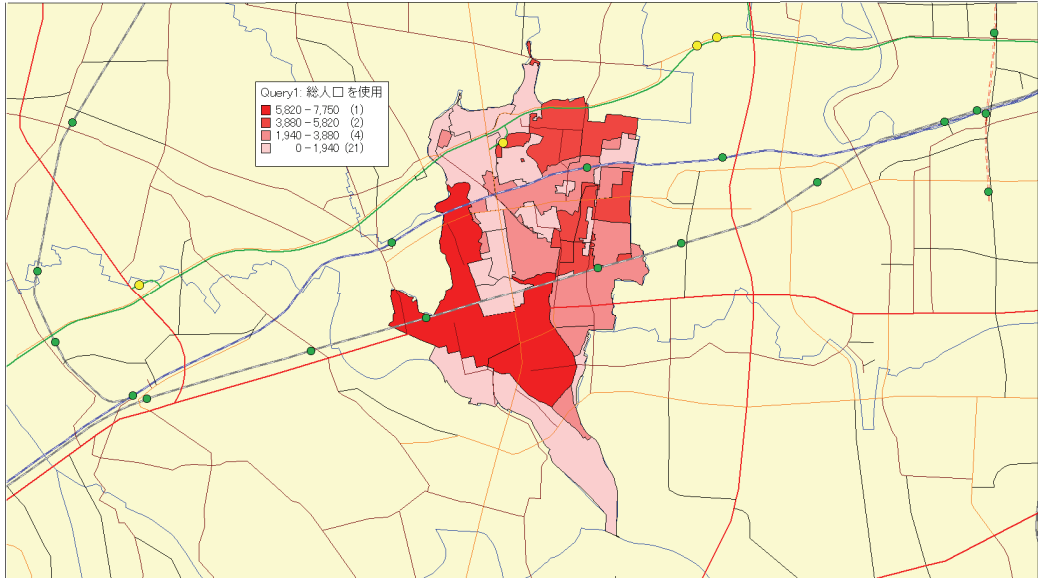 Query1: 総人口 を使用
5,820 - 7,750 (1)
3,880 - 5,820 (2)
1,940 - 3,880 (4)
0 - 1,940 (21)